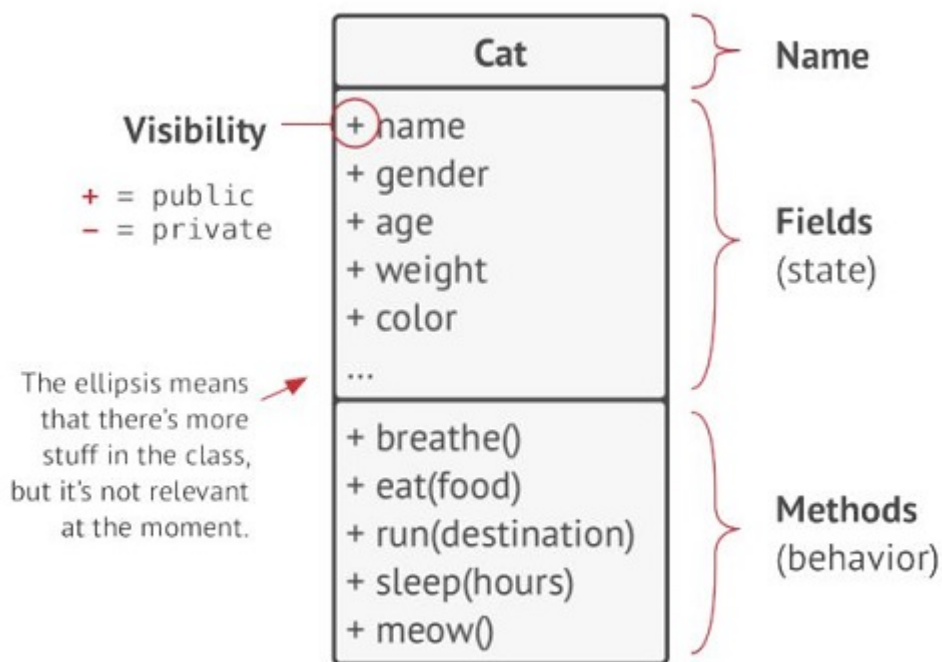 Cat
Name
Visibility
+ = public
– = private
+ name
+ gender
+ age
+ weight
+ color
...
Fields
(state)
The ellipsis means
that there's more
stuff in the class,
but it's not relevant
at the moment.
+ breathe()
+ eat(food)
+ run(destination)
+ sleep(hours)
+ meow()
Methods
(behavior)